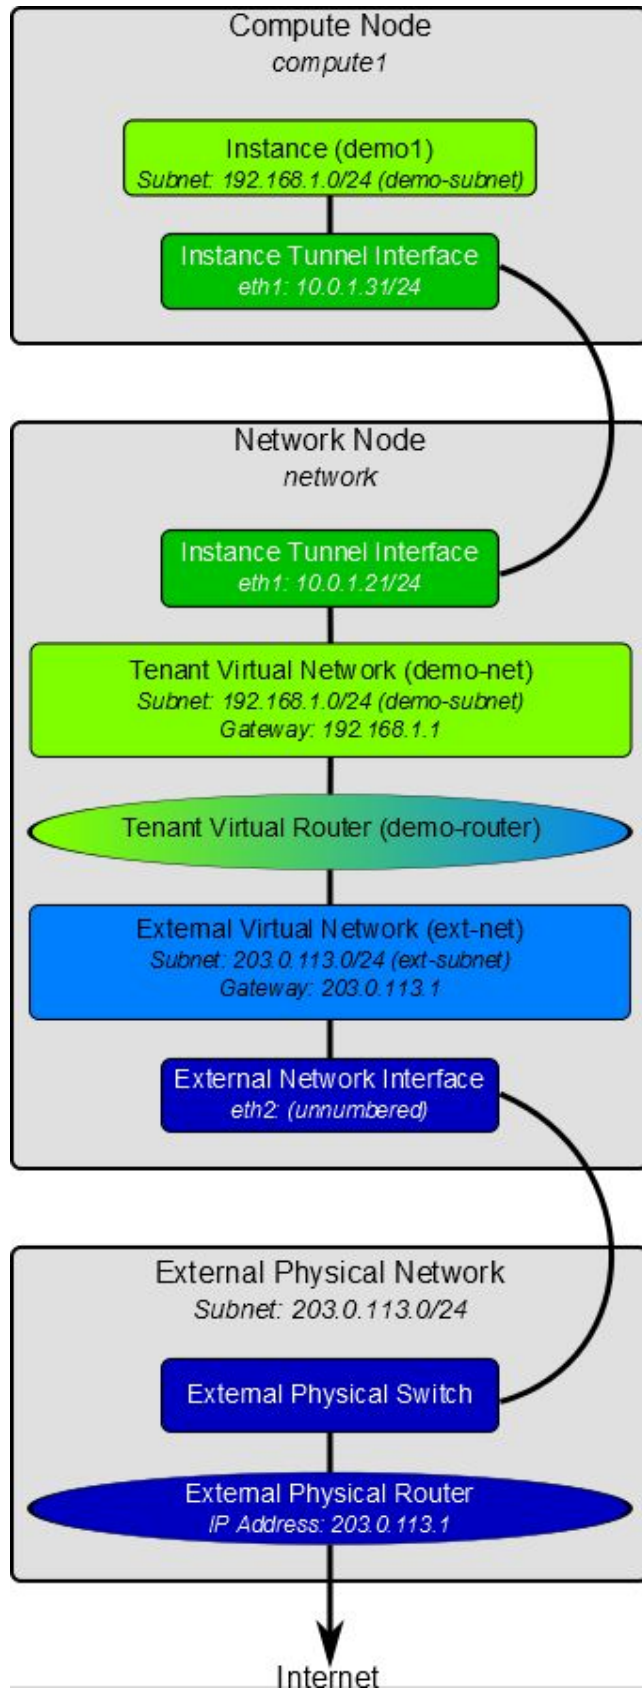 Compute Node
compute1
Instance (demo1)
Subnet: 192.168.1.0/24 (demo-subnet)
Instance Tunnel Interface
eth1: 10.0.1.31/24
Network Node
network
Instance Tunnel Interface
eth1: 10.0.1.21/24
Tenant Virtual Network (demo-net)
Subnet: 192.168.1.0/24 (demo-subnet)
Gateway: 192.168.1.1
Tenant Virtual Router (demo-router)
External Virtual Network (ext-net)
Subnet: 203.0.113.0/24 (ext-subnet)
Gateway: 203.0.113.1
External Network Interface
eth2: (unnumbered)
External Physical Network
Subnet: 203.0.113.0/24
External Physical Switch
External Physical Router
IP Address: 203.0.113.1
Internet